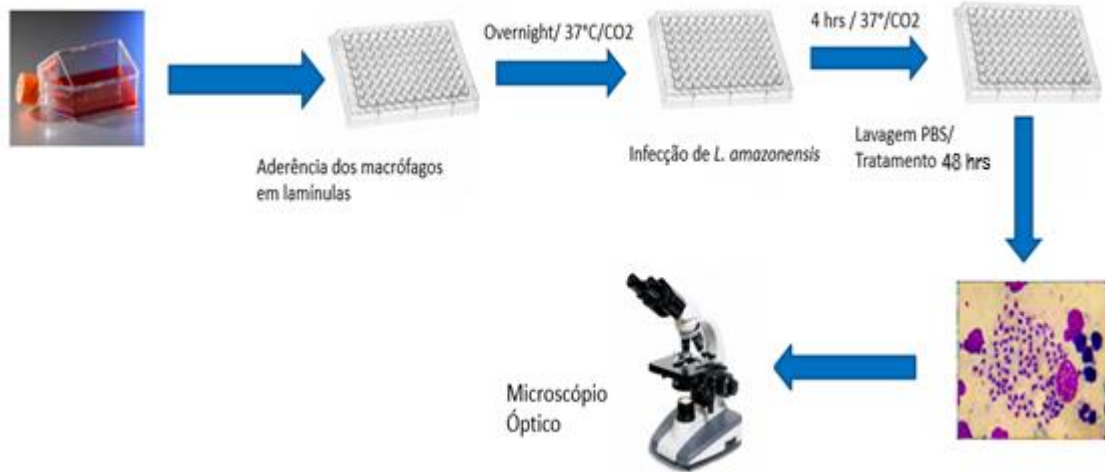 Overnight/ 37°C/CO2
4 hrs / 37°/CO2
Aderência dos macrófagos
em lamínulas
Infecção de L. amazonensis
Lavagem PBS/
Tratamento 48 hrs
Microscópio
Óptico